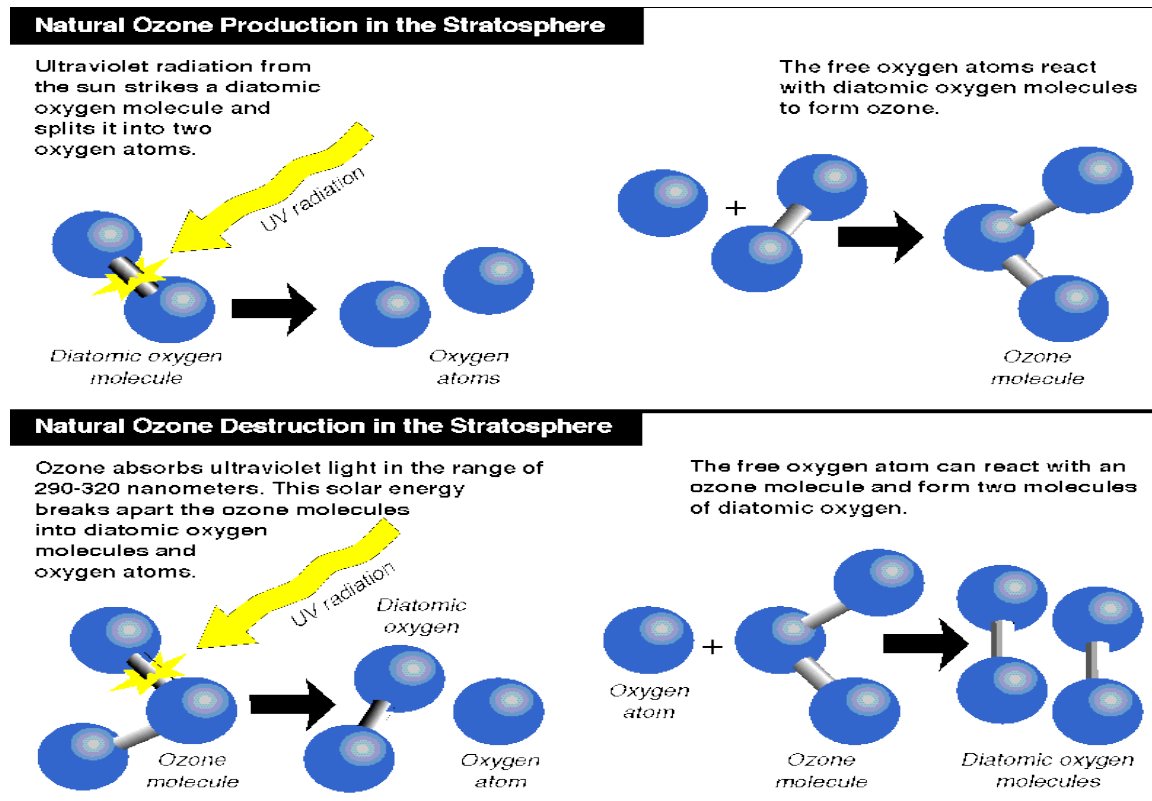 Natural Ozone Production in the Stratosphere
Ultraviolet radiation from
the sun strikes a diatomic
oxygen molecule and
splits it into two
oxygen atoms.
UV radiation
Diatomic oxygen
molecule
Oxygen
atoms
The free oxygen atoms react
with diatomic oxygen molecules
to form ozone.
+
Ozone
molecule
Natural Ozone Destruction in the Stratosphere
Ozone absorbs ultraviolet light in the range of
290-320 nanometers. This solar energy
breaks apart the ozone molecules
into diatomic oxygen
molecules and
oxygen atoms.
UV radiation
Diatomic
oxygen
Ozone
molecule
Oxygen
atom
The free oxygen atom can react with an
ozone molecule and form two molecules
of diatomic oxygen.
+
Oxygen
atom
Ozone
molecule
Diatomic oxygen
molecules